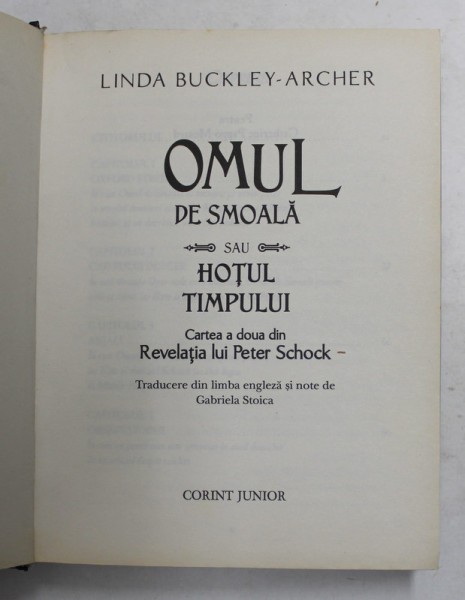 LINDA BUCKLEY-ARCHER
OMUL
DE SMOALĂ
SAU
HOȚUL
TIMPULUI
Cartea a doua din
Revelația lui Peter Schock
Traducere din limba engleză și note de
Gabriela Stoica
CORINT JUNIOR